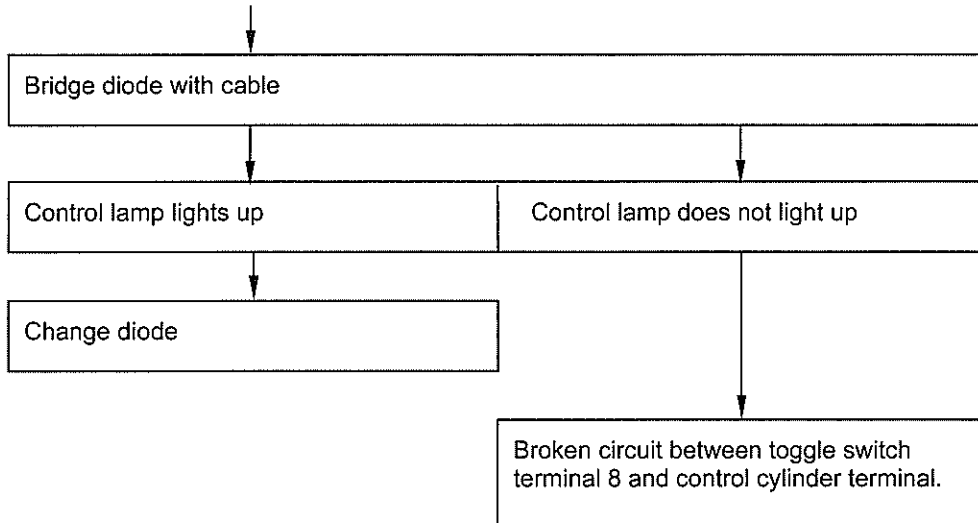 Bridge diode with cable
Control lamp lights up
Control lamp does not light up
Change diode
Broken circuit between toggle switch
terminal 8 and control cylinder terminal.